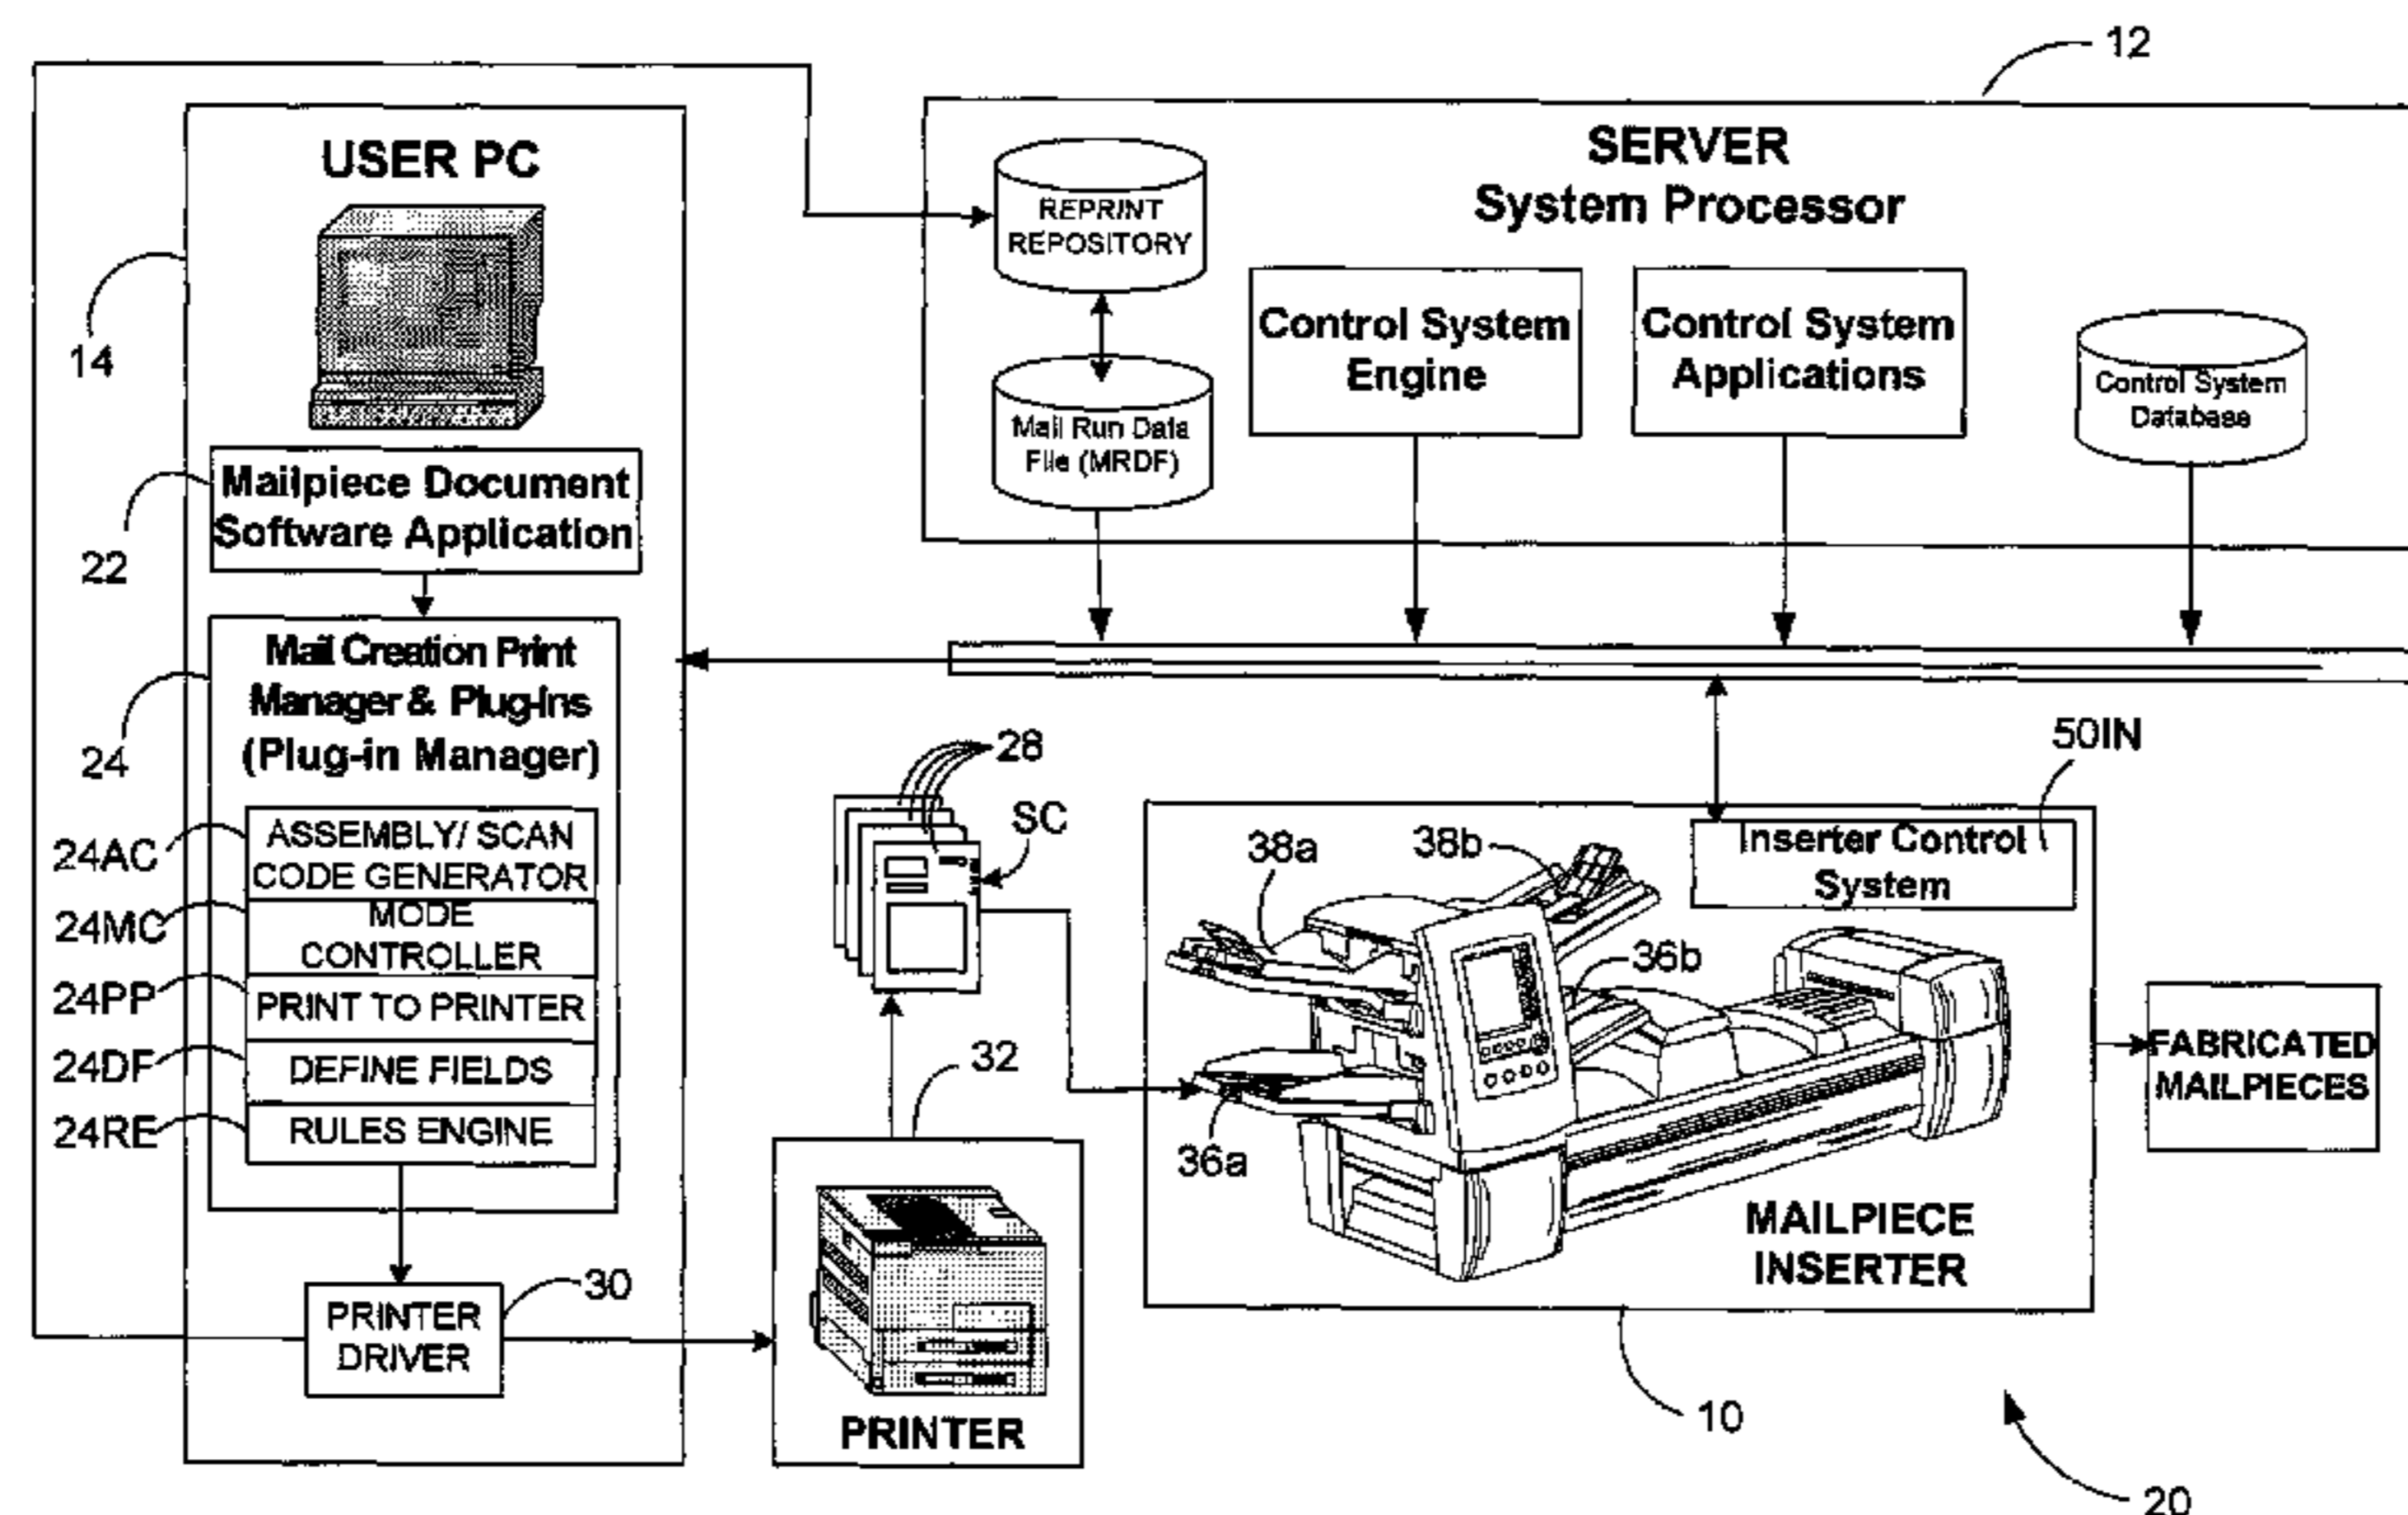 12
USER PC
14
Mailpiece Document
Software Application
22
Mail Creation Print
Manager & Plug-Ins
(Plug-in Manager)
24
24AC
ASSEMBLY/ SCAN
CODE GENERATOR
24MC
MODE
CONTROLLER
24PP
PRINT TO PRINTER
24DF
DEFINE FIELDS
24RE
RULES ENGINE
PRINTER
DRIVER
30
SERVER
System Processor
REPRINT
REPOSITORY
Mail Run Data
File (MRDF)
Control System
Engine
Control System
Applications
Control System
Database
28
SC
32
PRINTER
50IN
Inserter Control
System
38a
38b
36b
36a
MAILPIECE
INSERTER
10
FABRICATED
MAILPIECES
20